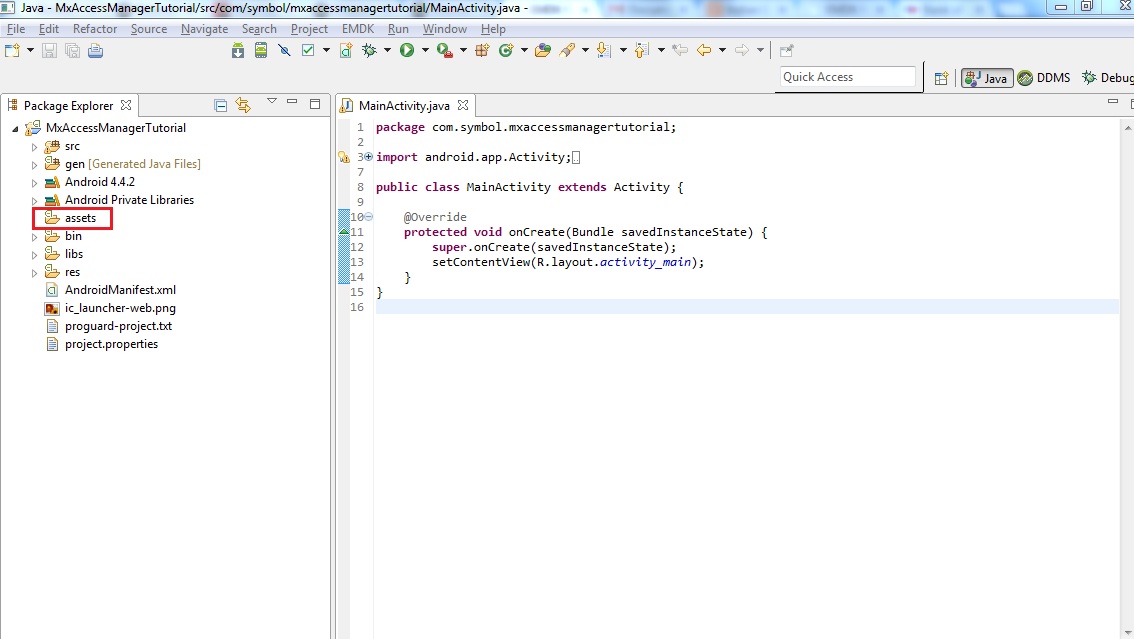 Java - MxAccessManagerTutorial/src/com/symbol/mxaccessmanagertutorial/MainActivity.java -
File Edit Refactor Source Navigate Search Project EMDK Run Window Help
Quick Access
Java DDMS Debug
Package Explorer
MxAccessManagerTutorial
src
gen [Generated Java Files]
Android 4.4.2
Android Private Libraries
assets
bin
libs
res
AndroidManifest.xml
ic_launcher-web.png
proguard-project.txt
project.properties
MainActivity.java
1 package com.symbol.mxaccessmanagertutorial;
2
3 import android.app.Activity;
7
8 public class MainActivity extends Activity {
9
10 @Override
11 protected void onCreate(Bundle savedInstanceState) {
12 super.onCreate(savedInstanceState);
13 setContentView(R.layout.activity_main);
14 }
15 }
16